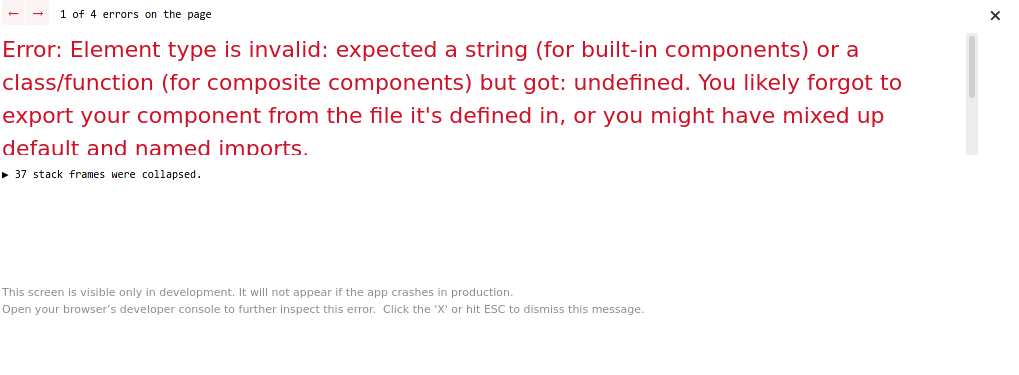 ← → 1 of 4 errors on the page ×
Error: Element type is invalid: expected a string (for built-in components) or a
class/function (for composite components) but got: undefined. You likely forgot to
export your component from the file it's defined in, or you might have mixed up
default and named imports.
▶ 37 stack frames were collapsed.
This screen is visible only in development. It will not appear if the app crashes in production.
Open your browser’s developer console to further inspect this error.  Click the 'X' or hit ESC to dismiss this message.